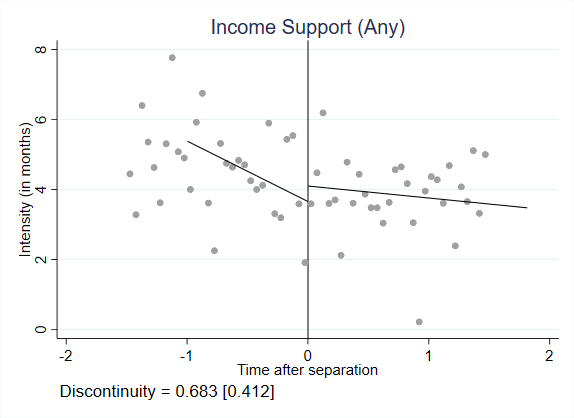 Income Support (Any)
Intensity (in months)
8
6
4
2
0
-2 -1 0 1 2
Time after separation
Discontinuity = 0.683 [0.412]